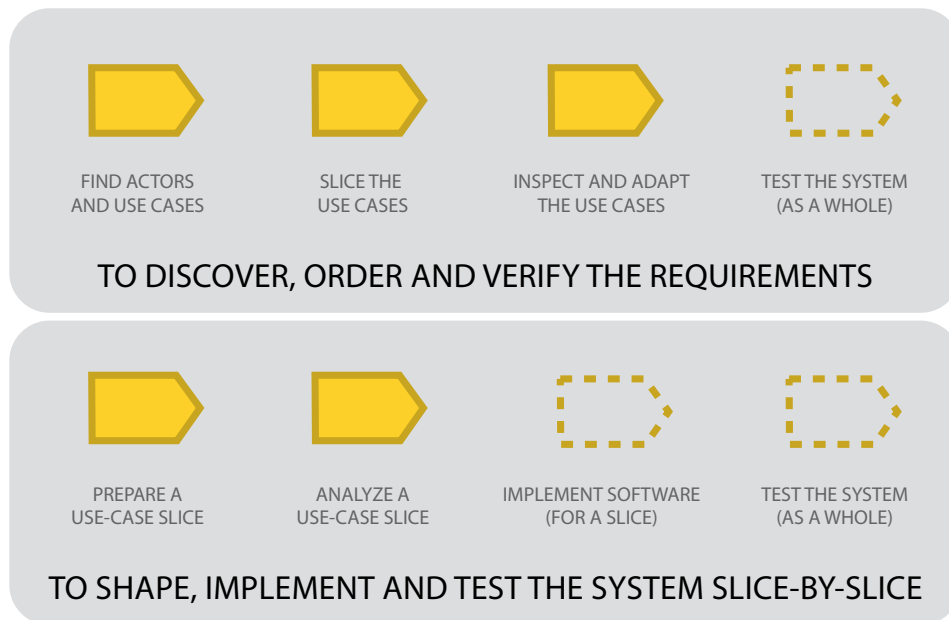 FIND ACTORS
AND USE CASES
SLICE THE
USE CASES
INSPECT AND ADAPT
THE USE CASES
TEST THE SYSTEM
(AS A WHOLE)
TO DISCOVER, ORDER AND VERIFY THE REQUIREMENTS
PREPARE A
USE-CASE SLICE
ANALYZE A
USE-CASE SLICE
IMPLEMENT SOFTWARE
(FOR A SLICE)
TEST THE SYSTEM
(AS A WHOLE)
TO SHAPE, IMPLEMENT AND TEST THE SYSTEM SLICE-BY-SLICE